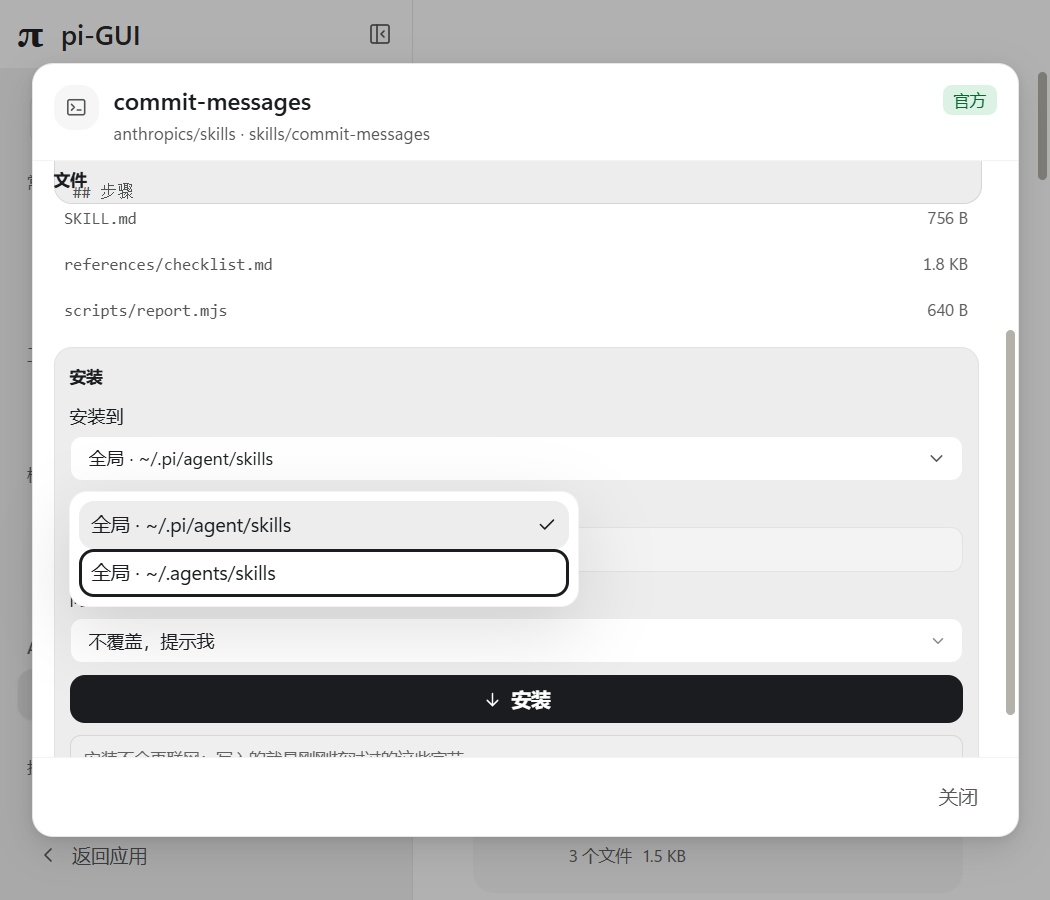 π pi-GUI
commit-messages
官方
anthropics/skills · skills/commit-messages
文件
## 步骤
SKILL.md 756 B
references/checklist.md 1.8 KB
scripts/report.mjs 640 B
安装
安装到
全局 · ~/.pi/agent/skills
全局 · ~/.pi/agent/skills
全局 · ~/.agents/skills
不覆盖，提示我
↓ 安装
关闭
返回应用
3 个文件 1.5 KB